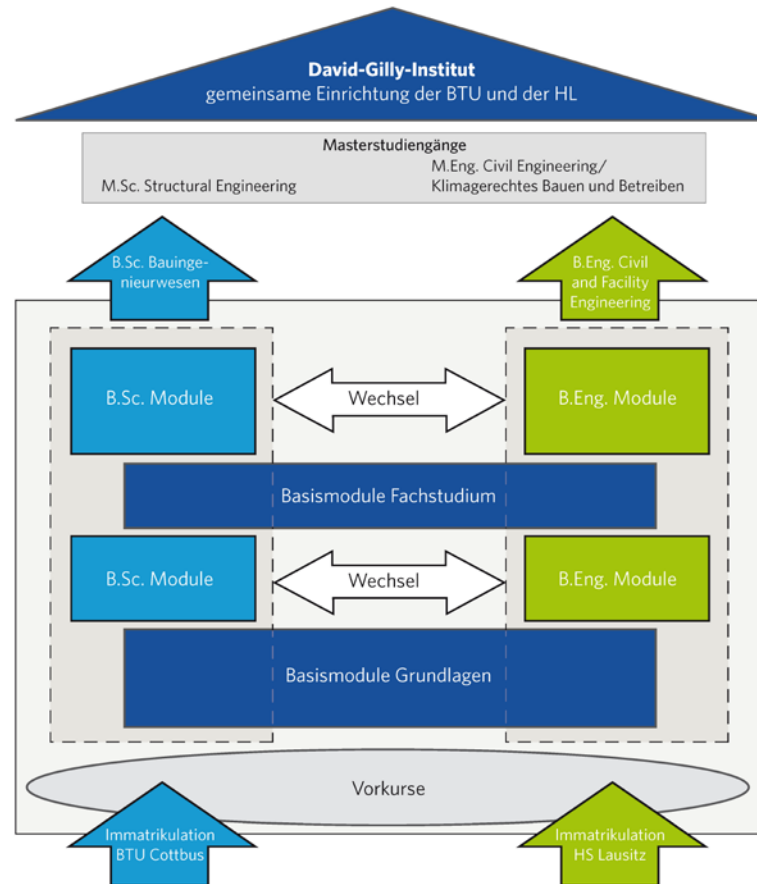 David-Gilly-Institut
gemeinsame Einrichtung der BTU und der HL
Masterstudiengänge
M.Sc. Structural Engineering
M.Eng. Civil Engineering/
Klimagerechtes Bauen und Betreiben
B.Sc. Bauinge-
nieurwesen
B.Eng. Civil
and Facility
Engineering
B.Sc. Module
Wechsel
B.Eng. Module
Basismodule Fachstudium
B.Sc. Module
Wechsel
B.Eng. Module
Basismodule Grundlagen
Vorkurse
Immatrikulation
BTU Cottbus
Immatrikulation
HS Lausitz